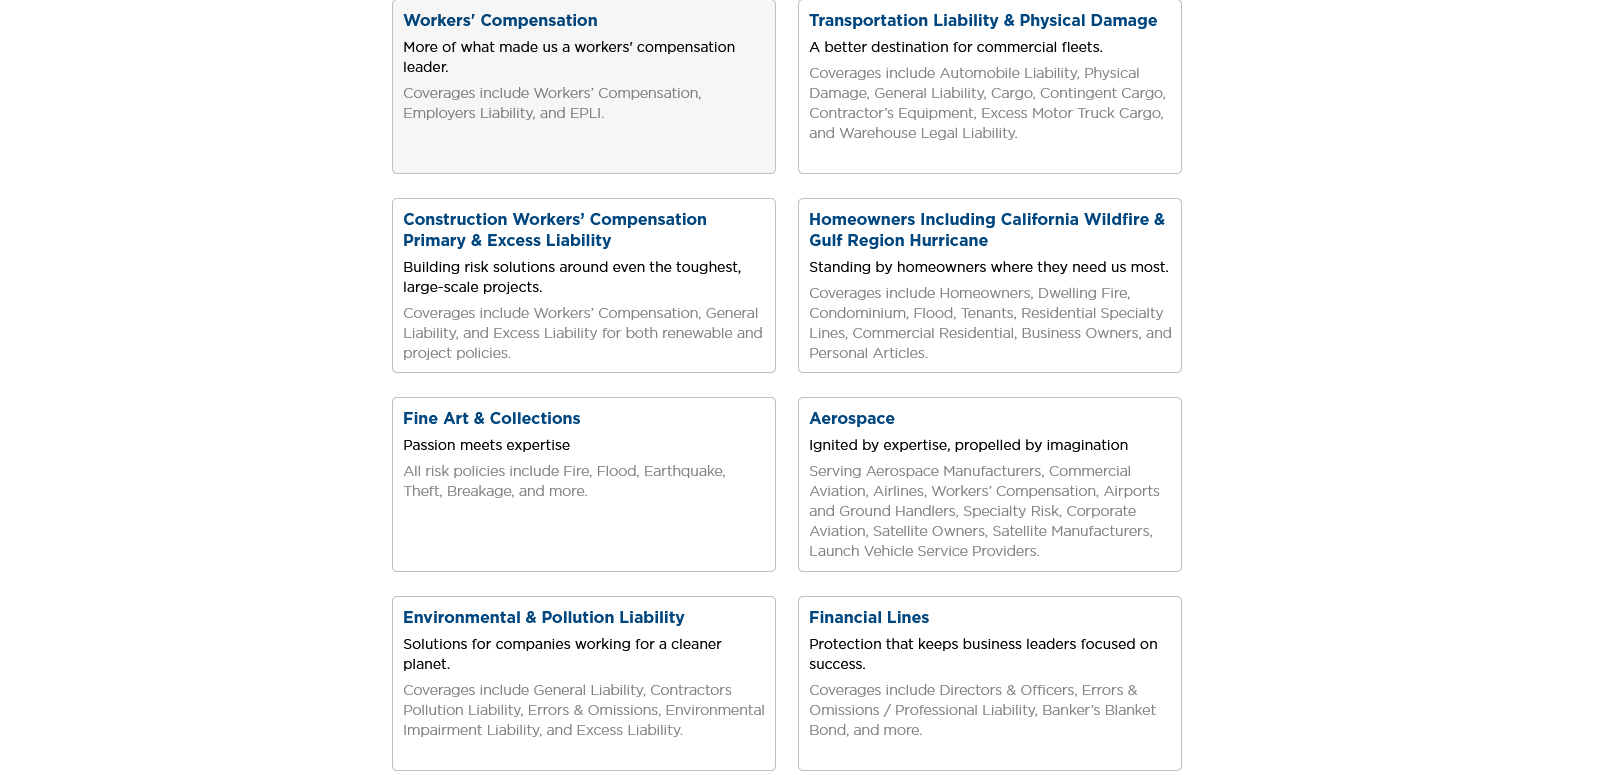 Workers' Compensation
More of what made us a workers' compensation
leader.
Coverages include Workers’ Compensation,
Employers Liability, and EPLI.
Transportation Liability & Physical Damage
A better destination for commercial fleets.
Coverages include Automobile Liability, Physical
Damage, General Liability, Cargo, Contingent Cargo,
Contractor’s Equipment, Excess Motor Truck Cargo,
and Warehouse Legal Liability.
Construction Workers’ Compensation
Primary & Excess Liability
Building risk solutions around even the toughest,
large-scale projects.
Coverages include Workers’ Compensation, General
Liability, and Excess Liability for both renewable and
project policies.
Homeowners Including California Wildfire &
Gulf Region Hurricane
Standing by homeowners where they need us most.
Coverages include Homeowners, Dwelling Fire,
Condominium, Flood, Tenants, Residential Specialty
Lines, Commercial Residential, Business Owners, and
Personal Articles.
Fine Art & Collections
Passion meets expertise
All risk policies include Fire, Flood, Earthquake,
Theft, Breakage, and more.
Aerospace
Ignited by expertise, propelled by imagination
Serving Aerospace Manufacturers, Commercial
Aviation, Airlines, Workers’ Compensation, Airports
and Ground Handlers, Specialty Risk, Corporate
Aviation, Satellite Owners, Satellite Manufacturers,
Launch Vehicle Service Providers.
Environmental & Pollution Liability
Solutions for companies working for a cleaner
planet.
Coverages include General Liability, Contractors
Pollution Liability, Errors & Omissions, Environmental
Impairment Liability, and Excess Liability.
Financial Lines
Protection that keeps business leaders focused on
success.
Coverages include Directors & Officers, Errors &
Omissions / Professional Liability, Banker’s Blanket
Bond, and more.